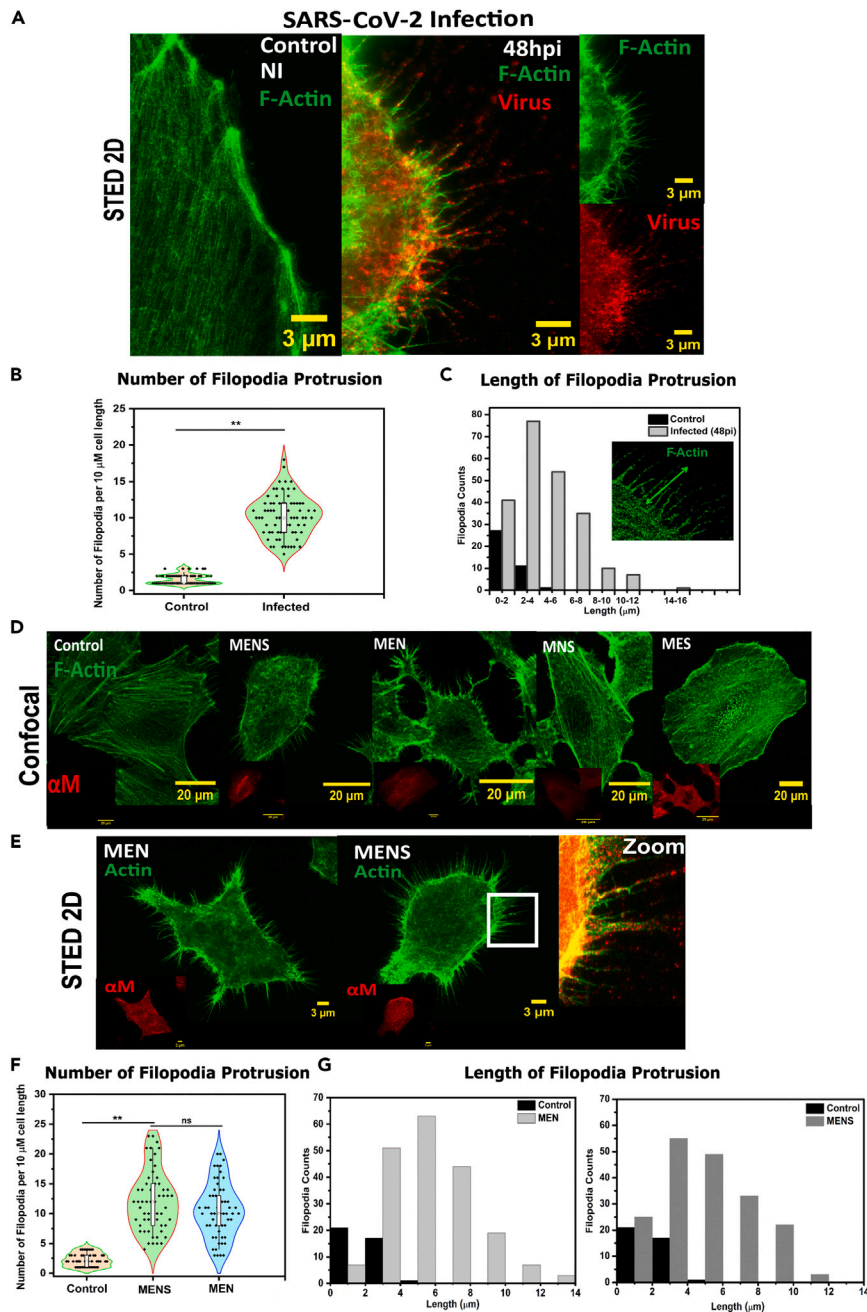 A
SARS-CoV-2 Infection
Control
NI
F-Actin
48hpi
F-Actin
Virus
F-Actin
Virus
STED 2D
3 μm
3 μm
3 μm
3 μm
B
Number of Filopodia Protrusion
Number of Filopodia per 10 μM cell length
25
20
15
10
5
0
**
Control
Infected
C
Length of Filopodia Protrusion
Control
Infected (48pi)
F-Actin
Filopodia Counts
80
70
60
50
40
30
20
10
0
0-2 2-4 4-6 6-8 8-10 10-12 14-16
Length (μm)
D
Confocal
Control
F-Actin
αM
MENS
MEN
MNS
MES
20 μm
20 μm
20 μm
20 μm
20 μm
E
STED 2D
MEN
Actin
αM
3 μm
MENS
Actin
αM
3 μm
Zoom
F
Number of Filopodia Protrusion
Number of Filopodia per 10 μM cell length
30
25
20
15
10
5
0
**
ns
Control
MENS
MEN
G
Length of Filopodia Protrusion
Control
MEN
Filopodia Counts
70
60
50
40
30
20
10
0
0 2 4 6 8 10 12 14
Length (μm)
Control
MENS
Filopodia Counts
70
60
50
40
30
20
10
0
0 2 4 6 8 10 12 14
Length (μm)